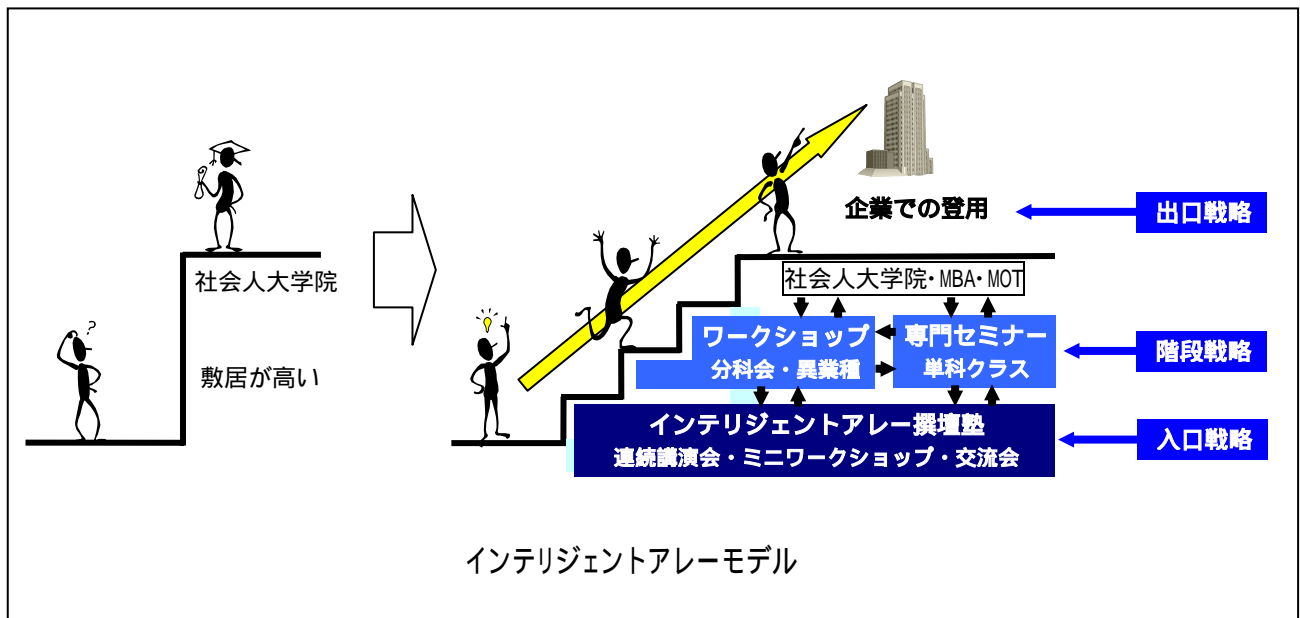 社会人大学院
敷居が高い
?
企業での登用
出口戦略
社会人大学院・MBA・MOT
ワークショップ
分科会・異業種
専門セミナー
単科クラス
階段戦略
インテリジェントアレー撰壇塾
連続講演会・ミニワークショップ・交流会
入口戦略
インテリジェントアレーモデル